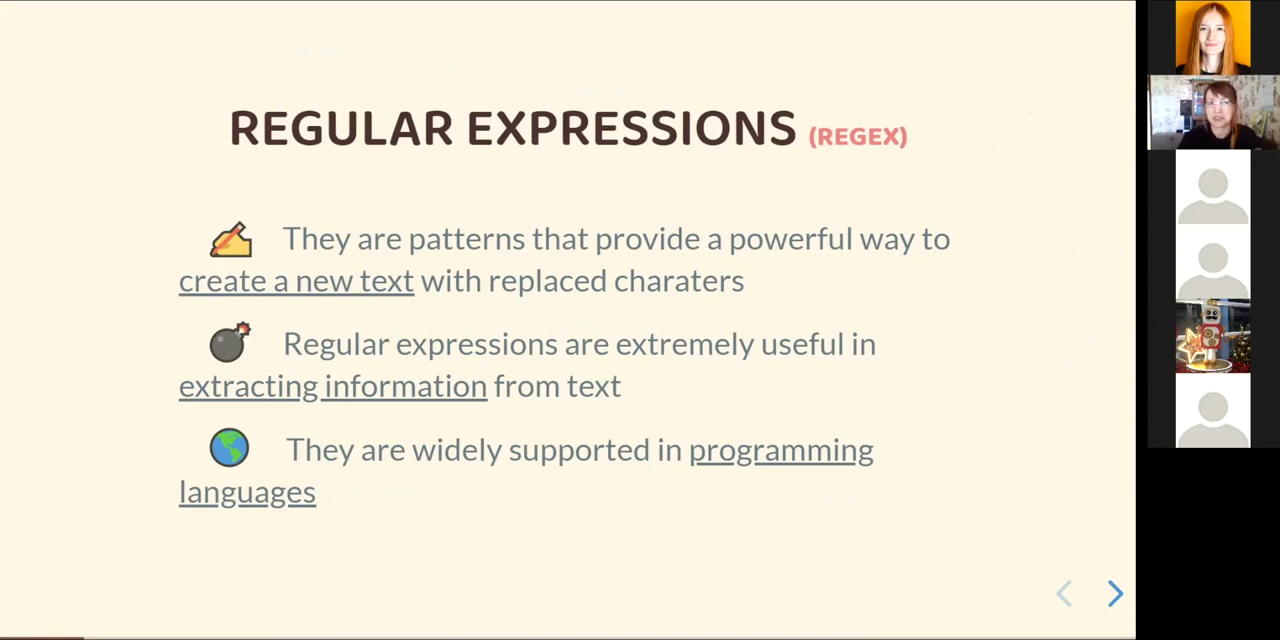 REGULAR EXPRESSIONS (REGEX)
They are patterns that provide a powerful way to
create a new text with replaced charaters
Regular expressions are extremely useful in
extracting information from text
They are widely supported in programming
languages